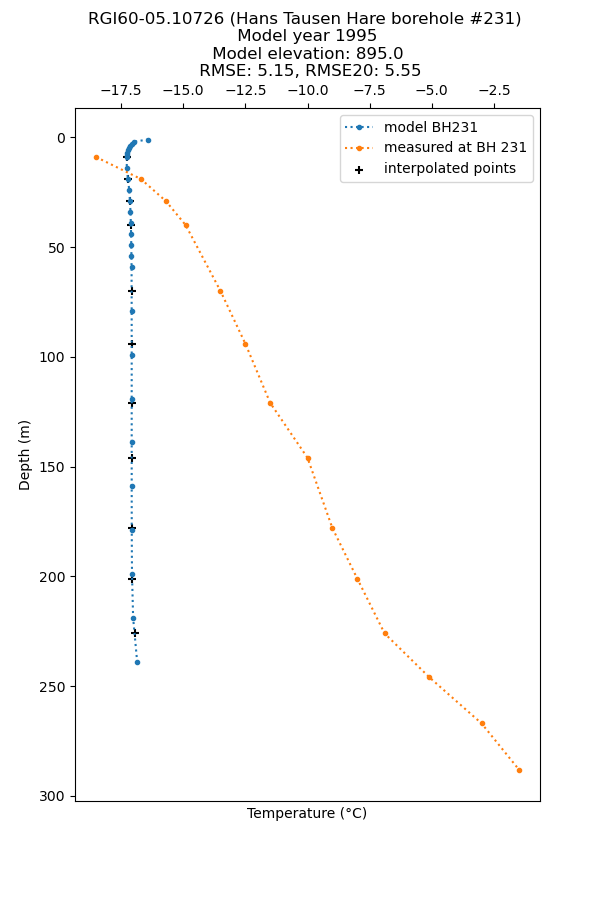 RGI60-05.10726 (Hans Tausen Hare borehole #231)
Model year 1995
Model elevation: 895.0
RMSE: 5.15, RMSE20: 5.55
−17.5 −15.0 −12.5 −10.0 −7.5 −5.0 −2.5
model BH231
measured at BH 231
interpolated points
0
50
100
150
200
250
300
Depth (m)
Temperature (°C)